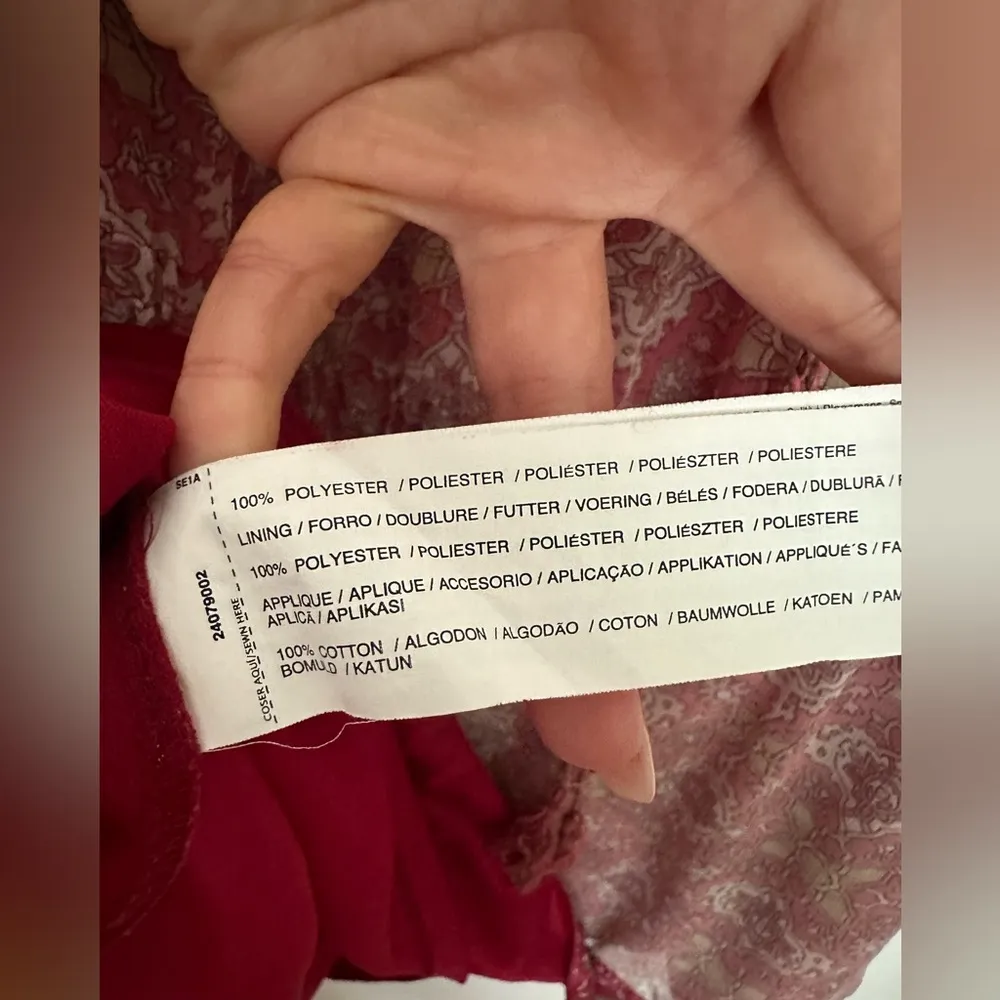 SE1A
100% POLYESTER / POLIESTER / POLIÉSTER / POLIÉSZTER / POLIESTERE
LINING / FORRO / DOUBLURE / FUTTER / VOERING / BÉLÉS / FODERA / DUBLURĂ /
100% POLYESTER / POLIESTER / POLIÉSTER / POLIÉSZTER / POLIESTERE
APPLIQUE / APLIQUE / ACCESORIO / APLICAÇÃO / APPLIKATION / APPLIQUÉ´S /
APLICĂ / APLIKASI
100% COTTON / ALGODON / ALGODÃO / COTON / BAUMWOLLE / KATOEN /
BOMULD / KATUN
24079002
COSER AQUÍ/SEWN HERE